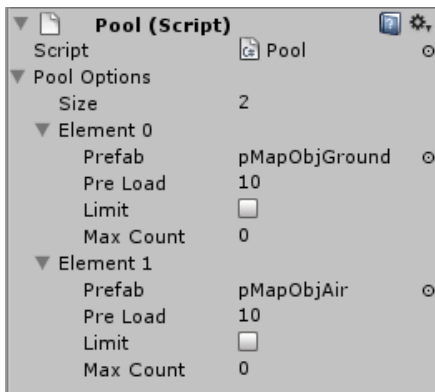 Pool (Script)
Script Pool
Pool Options
Size 2
Element 0
Prefab pMapObjGround
Pre Load 10
Limit
Max Count 0
Element 1
Prefab pMapObjAir
Pre Load 10
Limit
Max Count 0